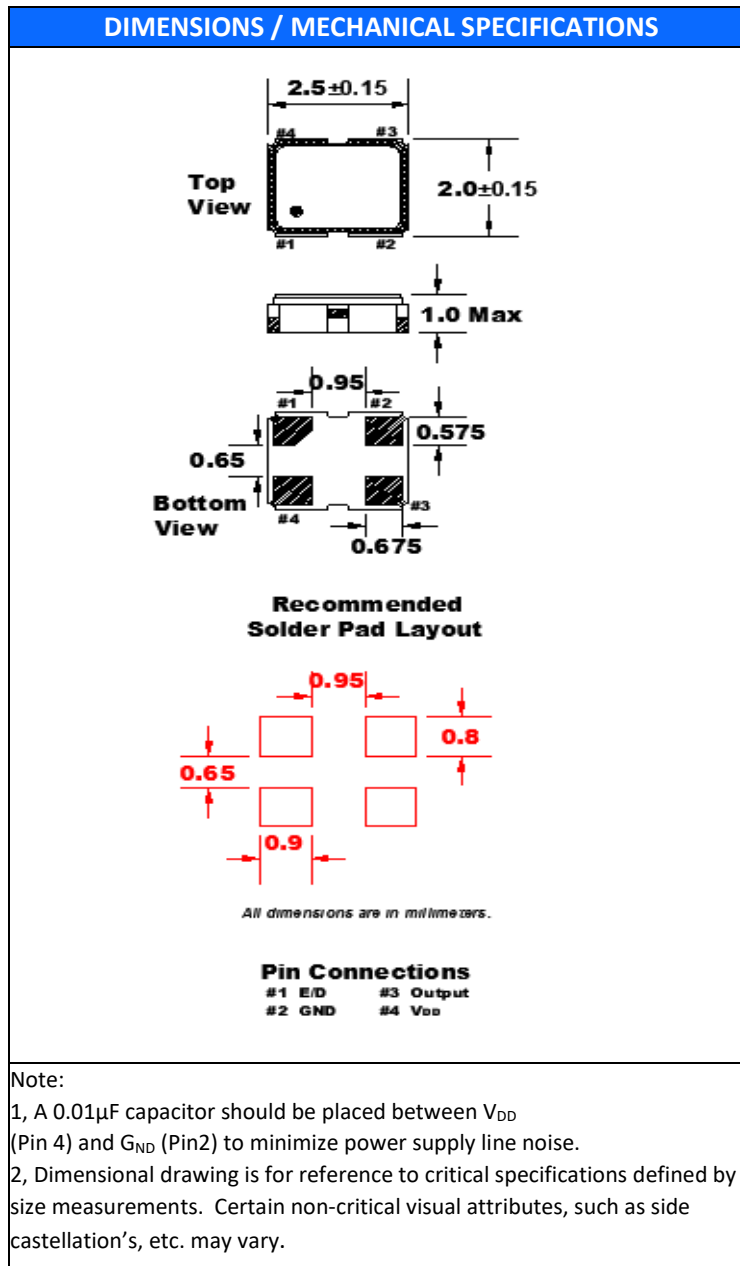 DIMENSIONS / MECHANICAL SPECIFICATIONS
2.5±0.15
#4 #3
Top
View
2.0±0.15
#1 #2
1.0 Max
0.95
#1 #2
0.575
0.65
Bottom
View
#4 #3
0.675
Recommended
Solder Pad Layout
0.95
0.8
0.65
0.9
All dimensions are in millimeters.
Pin Connections
#1 E/D #3 Output
#2 GND #4 VDD
Note:
1, A 0.01µF capacitor should be placed between VDD
(Pin 4) and GND (Pin2) to minimize power supply line noise.
2, Dimensional drawing is for reference to critical specifications defined by
size measurements. Certain non-critical visual attributes, such as side
castellation's, etc. may vary.